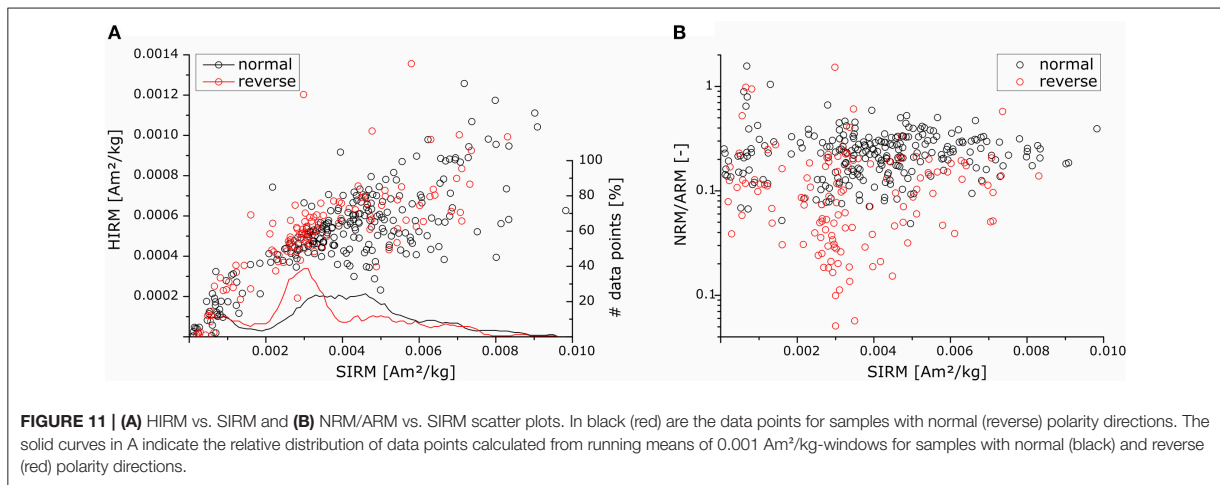 A
B
0.0014
0.0012
0.0010
0.0008
0.0006
0.0004
0.0002
HIRM [Am²/kg]
normal
reverse
100
80
60
40
20
0
# data points [%]
0.002
0.004
0.006
0.008
0.010
SIRM [Am²/kg]
NRM/ARM [-]
1
0.1
0.1
normal
reverse
0.002
0.004
0.006
0.008
0.010
SIRM [Am²/kg]
FIGURE 11 | (A) HIRM vs. SIRM and (B) NRM/ARM vs. SIRM scatter plots. In black (red) are the data points for samples with normal (reverse) polarity directions. The
solid curves in A indicate the relative distribution of data points calculated from running means of 0.001 Am²/kg-windows for samples with normal (black) and reverse
(red) polarity directions.